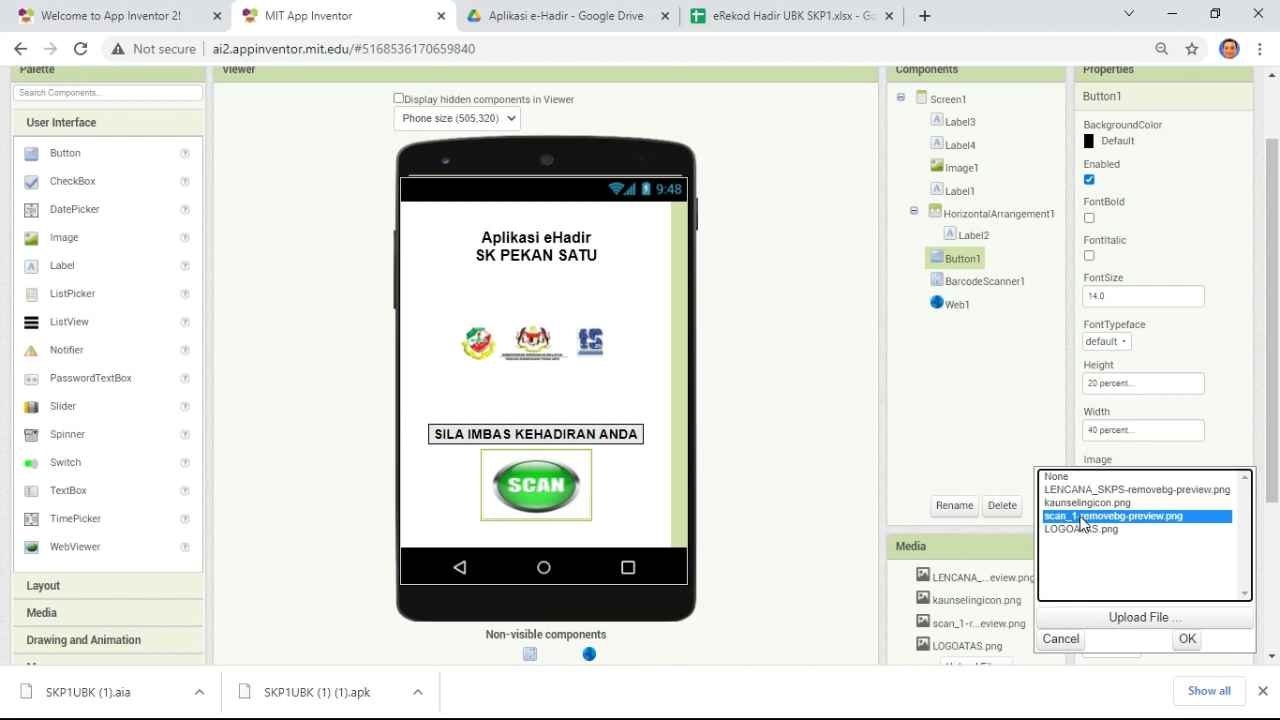 Welcome to App Inventor 2!
MIT App Inventor
Aplikasi e-Hadir - Google Drive
eRekod Hadir UBK SKP1.xlsx - Go
Not secure
ai2.appinventor.mit.edu/#5168536170659840
Palette
Viewer
Components
Properties
Search Components...
User Interface
Button
CheckBox
DatePicker
Image
Label
ListPicker
ListView
Notifier
PasswordTextBox
Slider
Spinner
Switch
TextBox
TimePicker
WebViewer
Layout
Media
Drawing and Animation
Display hidden components in Viewer
Phone size (505,320)
9:48
Aplikasi eHadir
SK PEKAN SATU
SILA IMBAS KEHADIRAN ANDA
SCAN
Non-visible components
Screen1
Label3
Label4
Image1
Label1
HorizontalArrangement1
Label2
Button1
BarcodeScanner1
Web1
Rename
Delete
Media
LENCANA_...eview.png
kaunselingicon.png
scan_1-r...eview.png
LOGOATAS.png
Button1
BackgroundColor
Default
Enabled
FontBold
FontItalic
FontSize
14.0
FontTypeface
default
Height
20 percent...
Width
40 percent...
Image
None
LENCANA_SKPS-removebg-preview.png
kaunselingicon.png
scan_1-removebg-preview.png
LOGOATAS.png
Upload File ...
Cancel
OK
SKP1UBK (1).aia
SKP1UBK (1) (1).apk
Show all